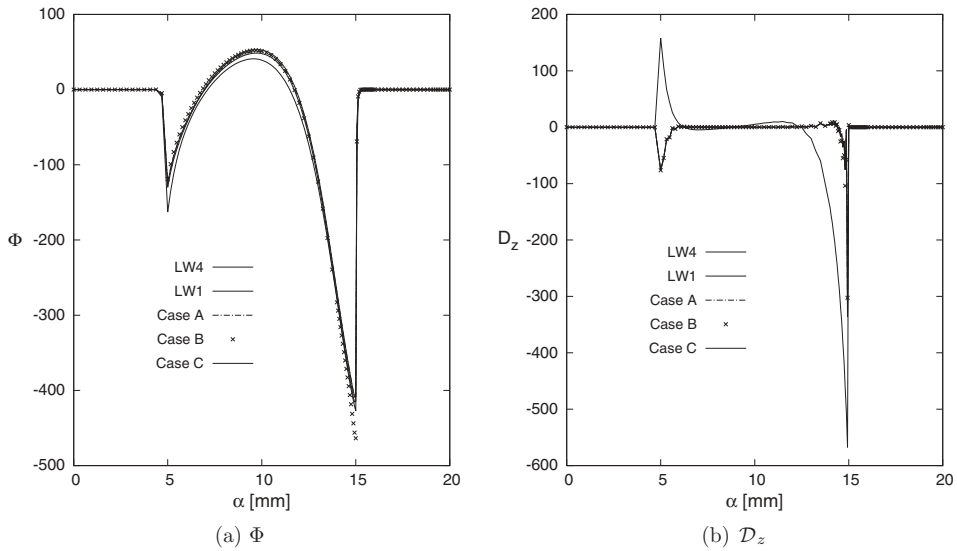 100
0
-100
-200
-300
-400
-500
Φ
LW4
LW1
Case A
Case B
Case C
0 5 10 15 20
α [mm]
(a) Φ
200
100
0
-100
-200
-300
-400
-500
-600
D_z
LW4
LW1
Case A
Case B
Case C
0 5 10 15 20
α [mm]
(b) 𝒟_z